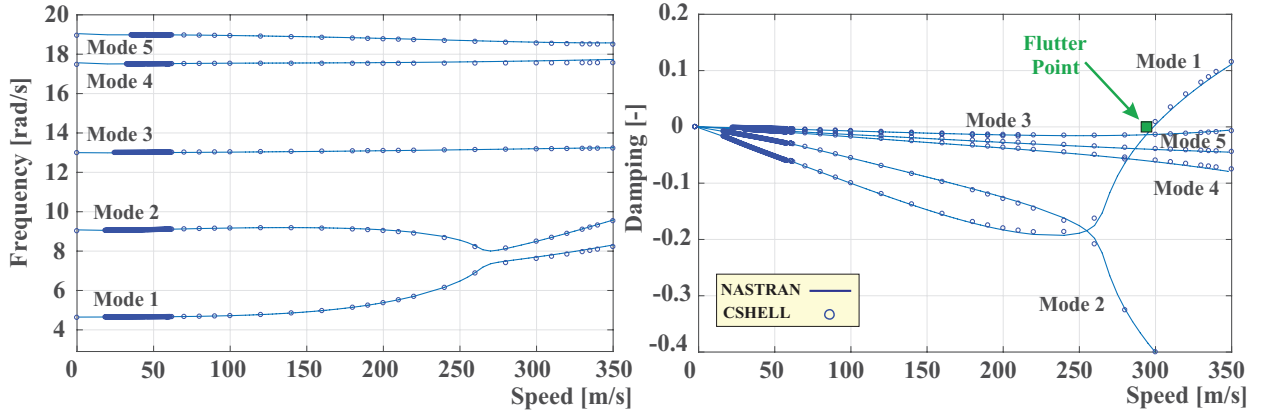 20
18
16
14
12
10
8
6
4
Frequency [rad/s]
Mode 5
Mode 4
Mode 3
Mode 2
Mode 1
0
50
100
150
200
250
300
350
Speed [m/s]
0.2
0.1
0
-0.1
-0.2
-0.3
-0.4
Damping [-]
Flutter
Point
Mode 1
Mode 3
Mode 5
Mode 4
Mode 2
NASTRAN
CSHELL
0
50
100
150
200
250
300
350
Speed [m/s]